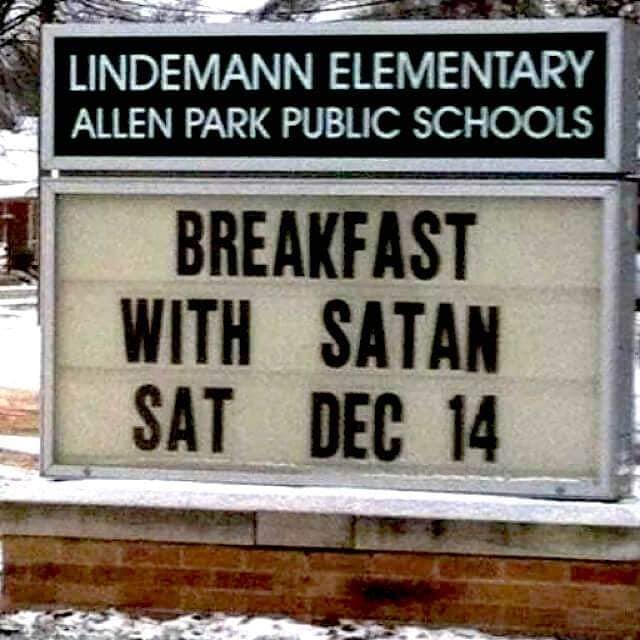 LINDEMANN ELEMENTARY
ALLEN PARK PUBLIC SCHOOLS
BREAKFAST
WITH SATAN
SAT DEC 14